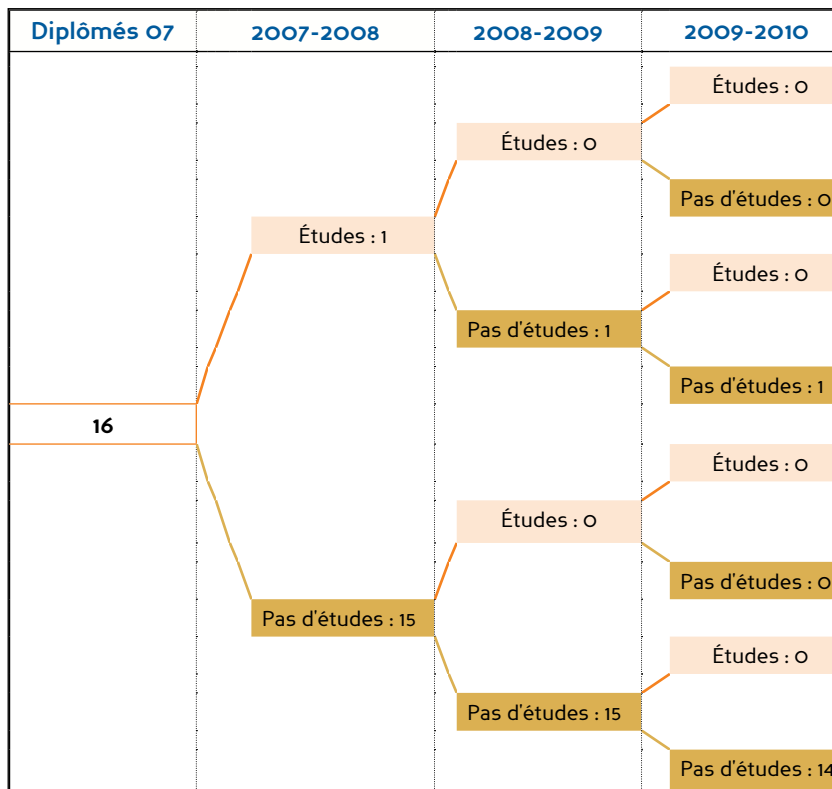 Diplômés 07 2007-2008 2008-2009 2009-2010
Études : 0
Études : 0
Pas d'études : 0
Études : 1
Études : 0
Pas d'études : 1
Pas d'études : 1
16
Études : 0
Études : 0
Pas d'études : 0
Pas d'études : 15
Études : 0
Pas d'études : 15
Pas d'études : 14